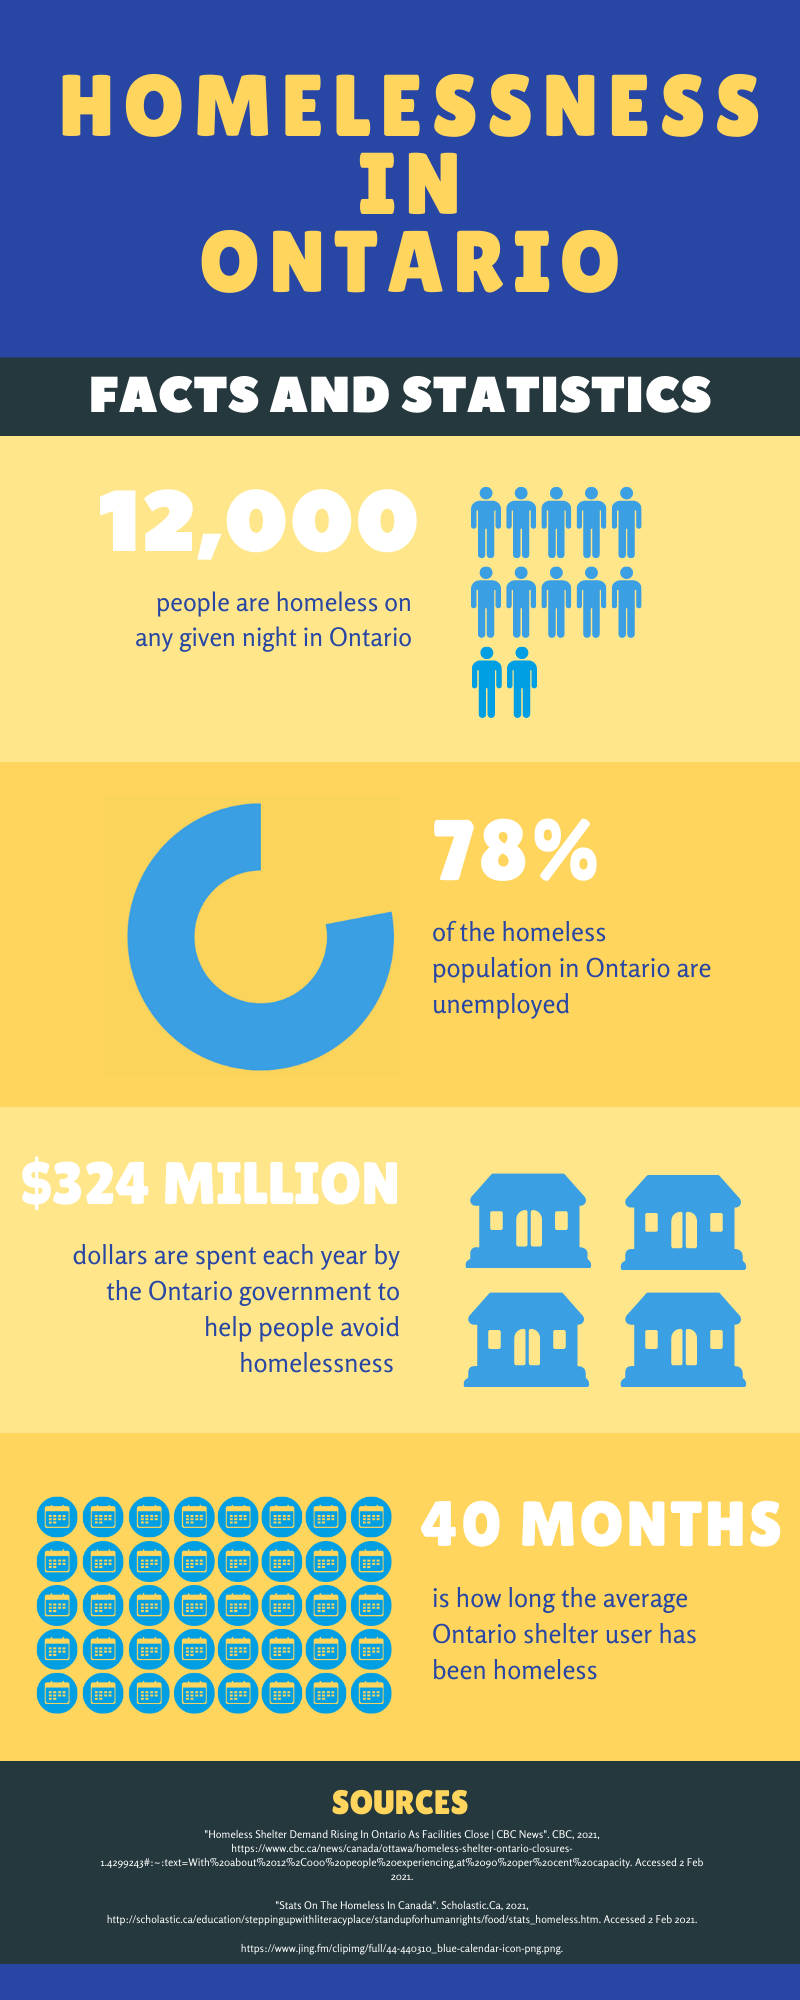 HOMELESSNESS
IN
ONTARIO
FACTS AND STATISTICS
12,000
people are homeless on
any given night in Ontario
78%
of the homeless
population in Ontario are
unemployed
$324 MILLION
dollars are spent each year by
the Ontario government to
help people avoid
homelessness
40 MONTHS
is how long the average
Ontario shelter user has
been homeless
SOURCES
"Homeless Shelter Demand Rising In Ontario As Facilities Close | CBC News". CBC, 2021,
https://www.cbc.ca/news/canada/ottawa/homeless-shelter-ontario-closures-
1.4299243#:~:text=With%20about%2012%2C000%20people%20experiencing,at%2090%20per%20cent%20capacity. Accessed 2 Feb
2021.
"Stats On The Homeless In Canada". Scholastic.Ca, 2021,
http://scholastic.ca/education/steppingupwithliteracyplace/standupforhumanrights/food/stats_homeless.htm. Accessed 2 Feb 2021.
https://www.jing.fm/clipimg/full/44-440310_blue-calendar-icon-png.png.